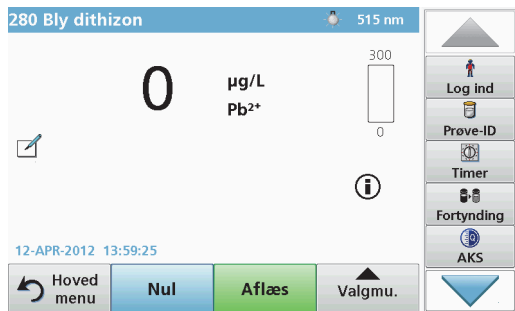 280 Bly dithizon 515 nm
0 µg/L
Pb²⁺
300
0
12-APR-2012 13:59:25
Hoved
menu
Nul
Aflæs
Valgmu.
Log ind
Prøve-ID
Timer
Fortynding
AKS